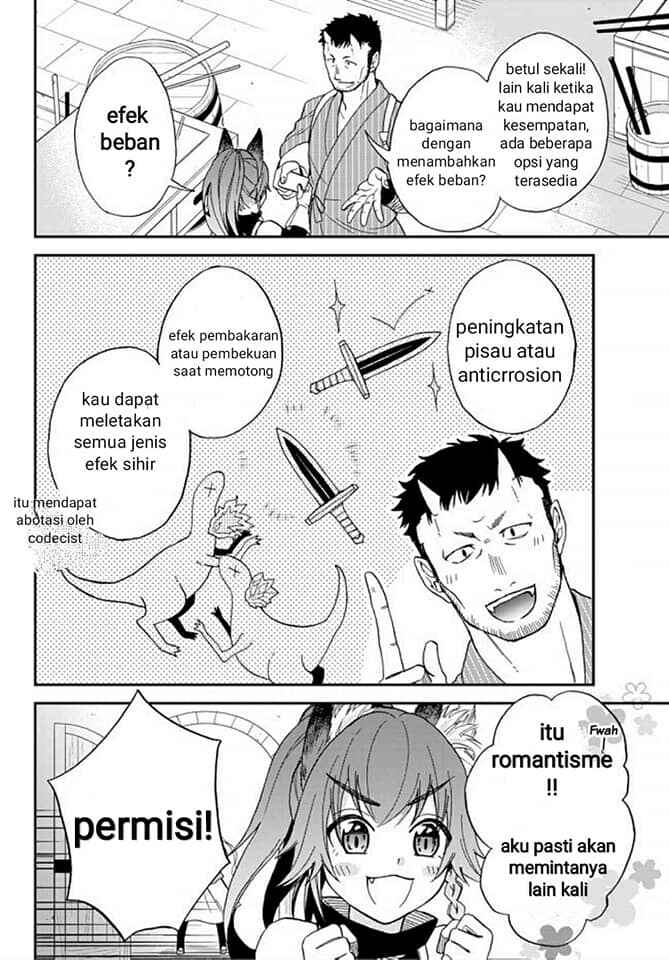 betul sekali!
lain kali ketika
kau mendapat
kesempatan,
ada beberapa
opsi yang
terasedia
bagaimana
dengan
menambahkan
efek beban?
efek
beban
?
peningkatan
pisau atau
anticrrosion
efek pembakaran
atau pembekuan
saat memotong
kau dapat
meletakan
semua jenis
efek sihir
itu mendapat
abotasi oleh
codecist
Fwah
itu
romantisme
!!
aku pasti akan
memintanya
lain kali
permisi!